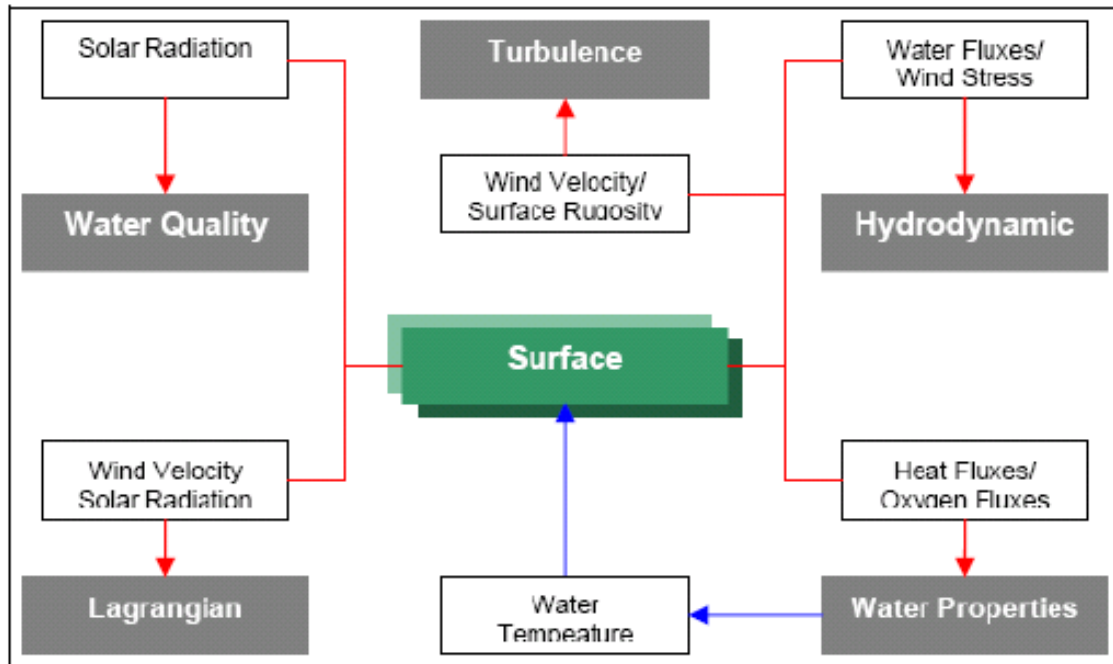 Solar Radiation
Turbulence
Water Fluxes/
Wind Stress
Wind Velocity/
Surface Rugosity
Water Quality
Hydrodynamic
Surface
Wind Velocity
Solar Radiation
Heat Fluxes/
Oxygen Fluxes
Lagrangian
Water
Tempeature
Water Properties